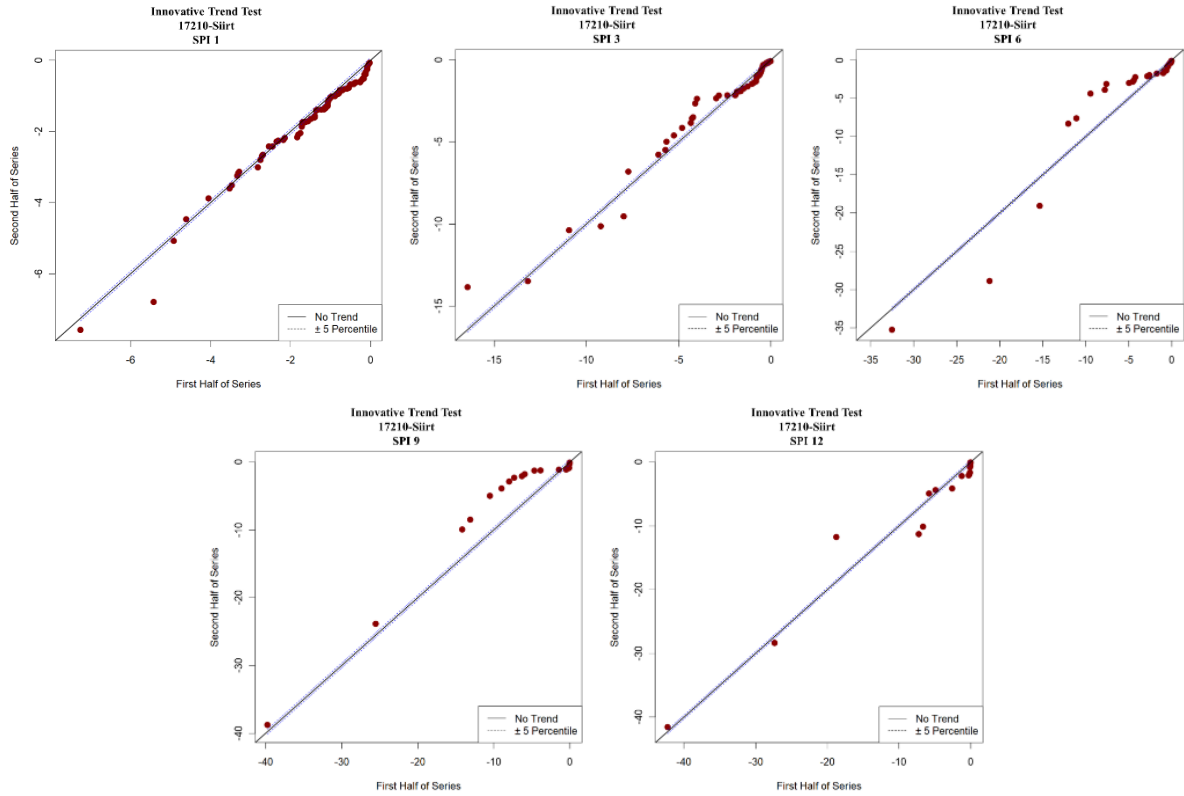 Innovative Trend Test
17210-Siirt
SPI 1
0
-2
-4
-6
Second Half of Series
-6
-4
-2
0
First Half of Series
No Trend
± 5 Percentile
Innovative Trend Test
17210-Siirt
SPI 3
0
-5
-10
-15
Second Half of Series
-15
-10
-5
0
First Half of Series
No Trend
± 5 Percentile
Innovative Trend Test
17210-Siirt
SPI 6
0
-5
-10
-15
-20
-25
-30
-35
Second Half of Series
-35
-30
-25
-20
-15
-10
-5
0
First Half of Series
No Trend
± 5 Percentile
Innovative Trend Test
17210-Siirt
SPI 9
0
-10
-20
-30
-40
Second Half of Series
-40
-30
-20
-10
0
First Half of Series
No Trend
± 5 Percentile
Innovative Trend Test
17210-Siirt
SPI 12
0
-10
-20
-30
-40
Second Half of Series
-40
-30
-20
-10
0
First Half of Series
No Trend
± 5 Percentile